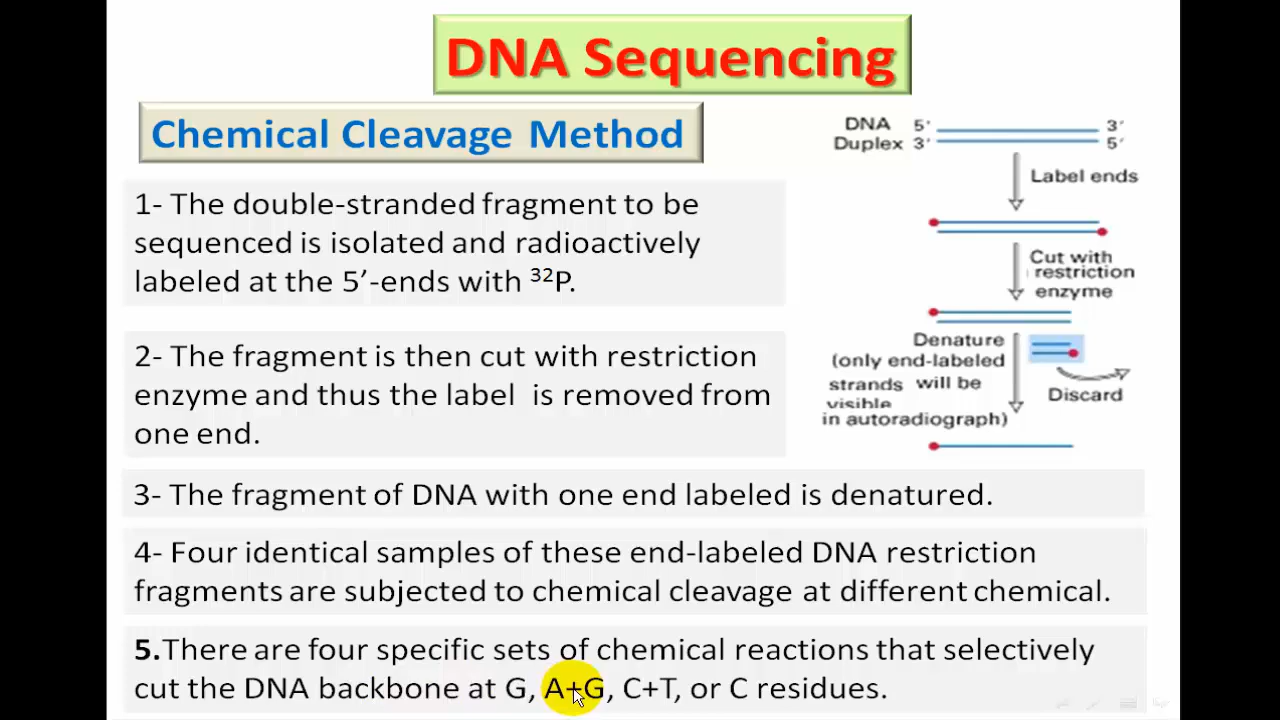 DNA Sequencing
Chemical Cleavage Method
1- The double-stranded fragment to be
sequenced is isolated and radioactively
labeled at the 5’-ends with ³²P.
2- The fragment is then cut with restriction
enzyme and thus the label is removed from
one end.
3- The fragment of DNA with one end labeled is denatured.
4- Four identical samples of these end-labeled DNA restriction
fragments are subjected to chemical cleavage at different chemical.
5.There are four specific sets of chemical reactions that selectively
cut the DNA backbone at G, A+G, C+T, or C residues.
DNA 5' 3'
Duplex 3' 5'
Label ends
Cut with
restriction
enzyme
Denature
(only end-labeled
strands will be
visible
in autoradiograph)
Discard